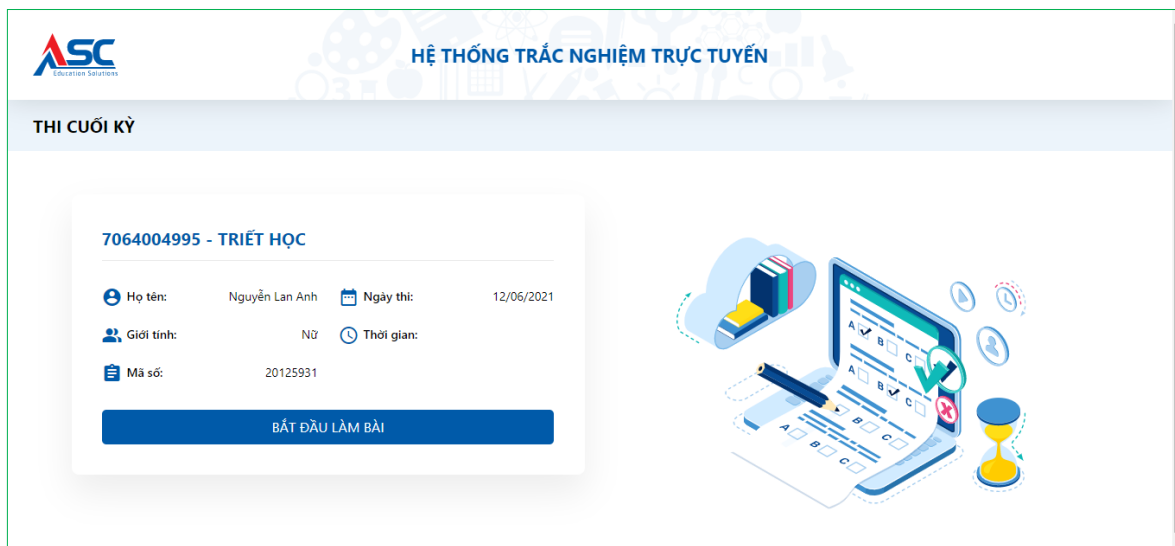 ASC
Education Solutions
HỆ THỐNG TRẮC NGHIỆM TRỰC TUYẾN
THI CUỐI KỲ
7064004995 - TRIẾT HỌC
Họ tên: Nguyễn Lan Anh Ngày thi: 12/06/2021
Giới tính: Nữ Thời gian:
Mã số: 20125931
BẮT ĐẦU LÀM BÀI
A B C
A B C
A B C
A B C